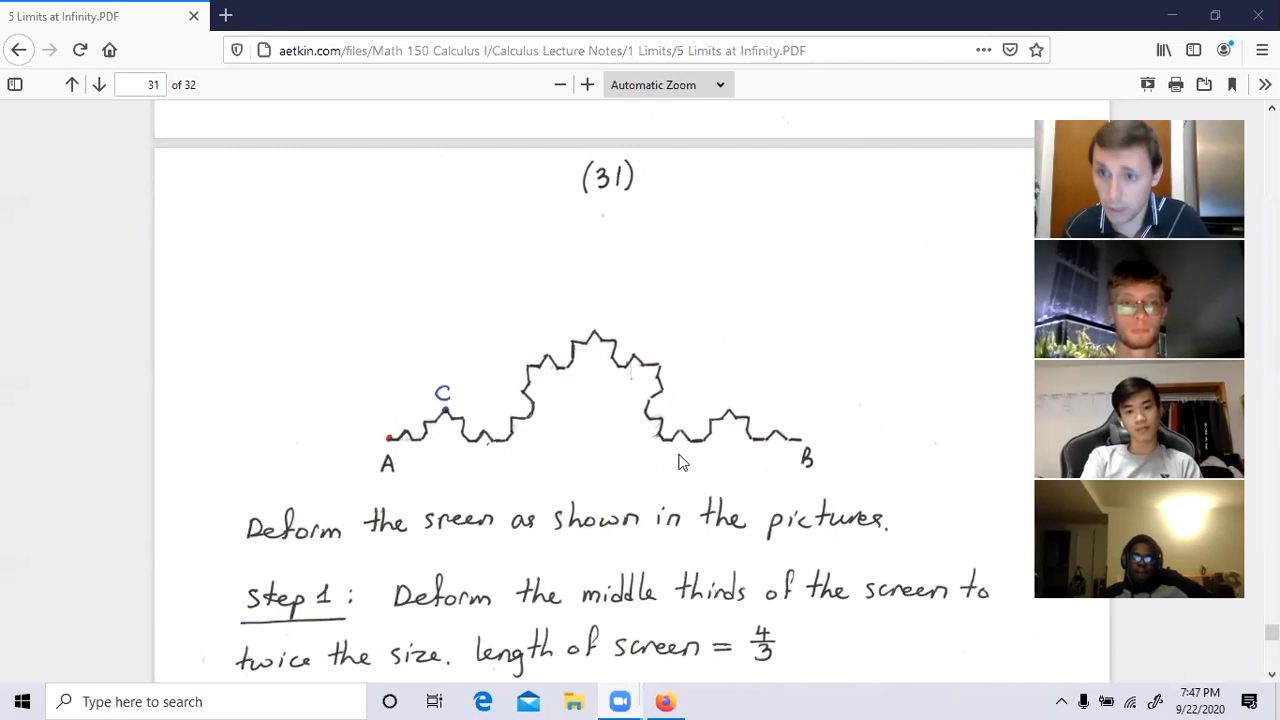 5 Limits at Infinity.PDF
aetkin.com/files/Math 150 Calculus I/Calculus Lecture Notes/1 Limits/5 Limits at Infinity.PDF
31 of 32
Automatic Zoom
(31)
C
A
B
Deform the sreen as shown in the pictures.
Step 1: Deform the middle thirds of the screen to
twice the size. length of screen = 4/3
Type here to search
7:47 PM
9/22/2020